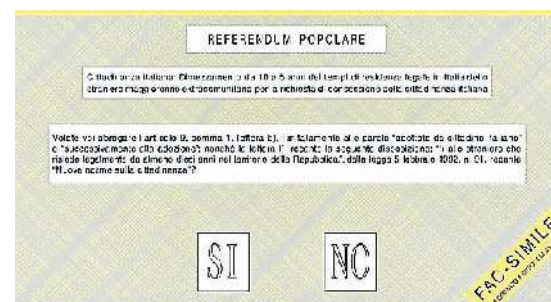 REFERENDUM POPOLARE
Cittadinanza italiana: Dimezzamento da 10 a 5 anni dei tempi di residenza legale in Italia dello
straniero maggiorenne extracomunitario per la richiesta di concessione della cittadinanza italiana
Volete voi abrogare l'articolo 9, comma 1, lettera b), limitatamente alle parole "adottato da cittadino italiano"
e "successivamente alla adozione"; nonché la lettera f), recante la seguente disposizione: "f) allo straniero che
risiede legalmente da almeno dieci anni nel territorio della Repubblica.", della legge 5 febbraio 1992, n. 91, recante
"Nuove norme sulla cittadinanza"?
SI
NO
FAC-SIMILE